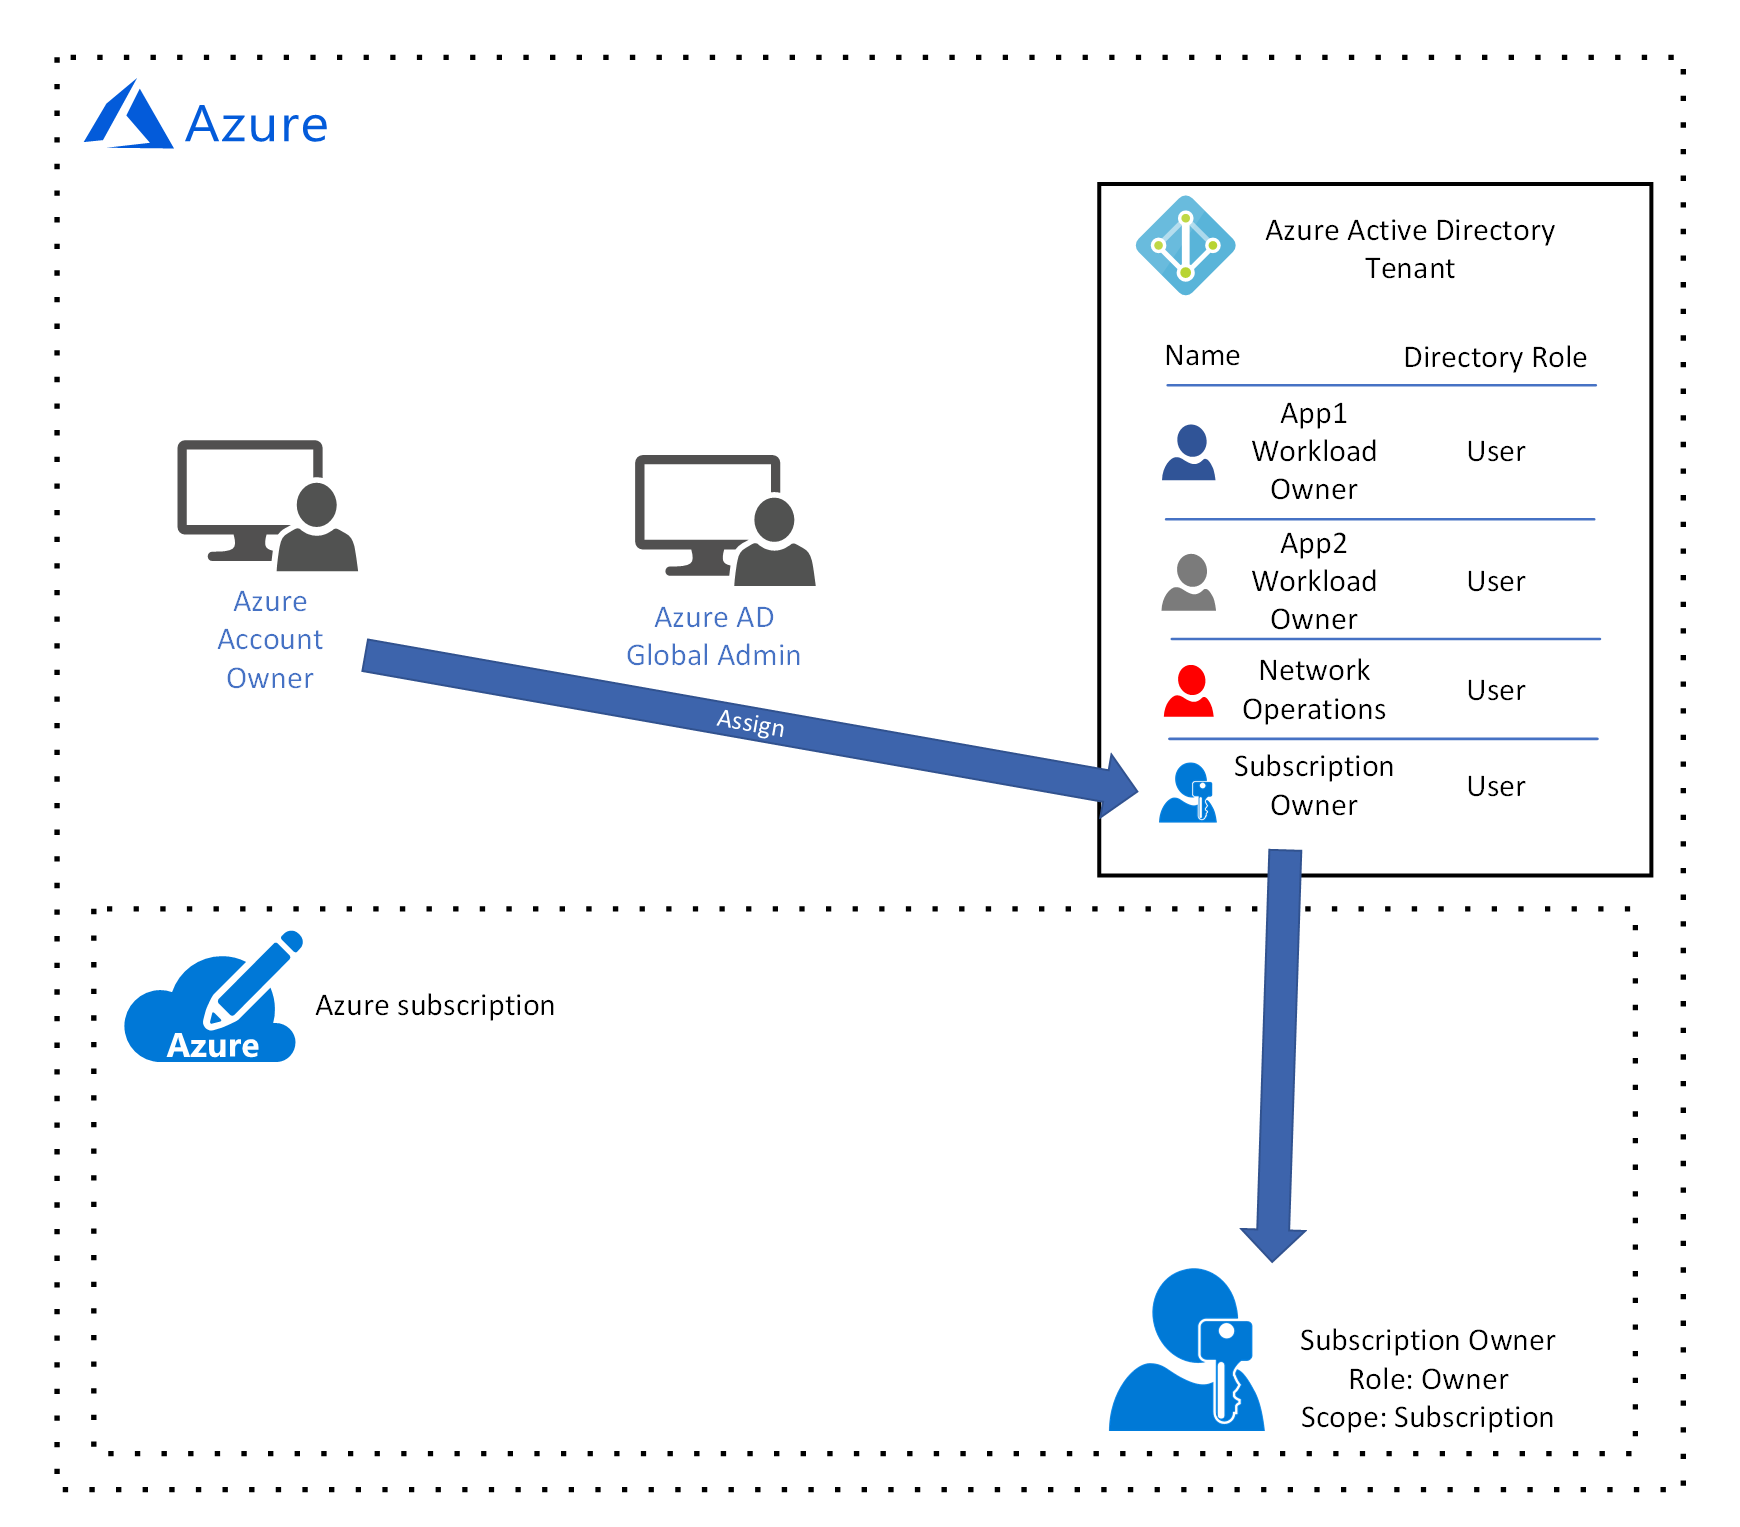 Azure
Azure Active Directory
Tenant
Name
Directory Role
App1
Workload
Owner
User
App2
Workload
Owner
User
Network
Operations
User
Subscription
Owner
User
Azure
Account
Owner
Azure AD
Global Admin
Assign
Azure
Azure subscription
Subscription Owner
Role: Owner
Scope: Subscription